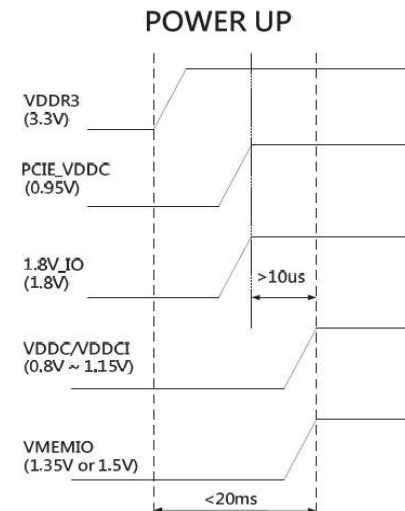 POWER UP
VDDR3
(3.3V)
PCIE_VDDC
(0.95V)
1.8V_IO
(1.8V)
>10us
VDDC/VDDCI
(0.8V ~ 1.15V)
VMEMIO
(1.35V or 1.5V)
<20ms